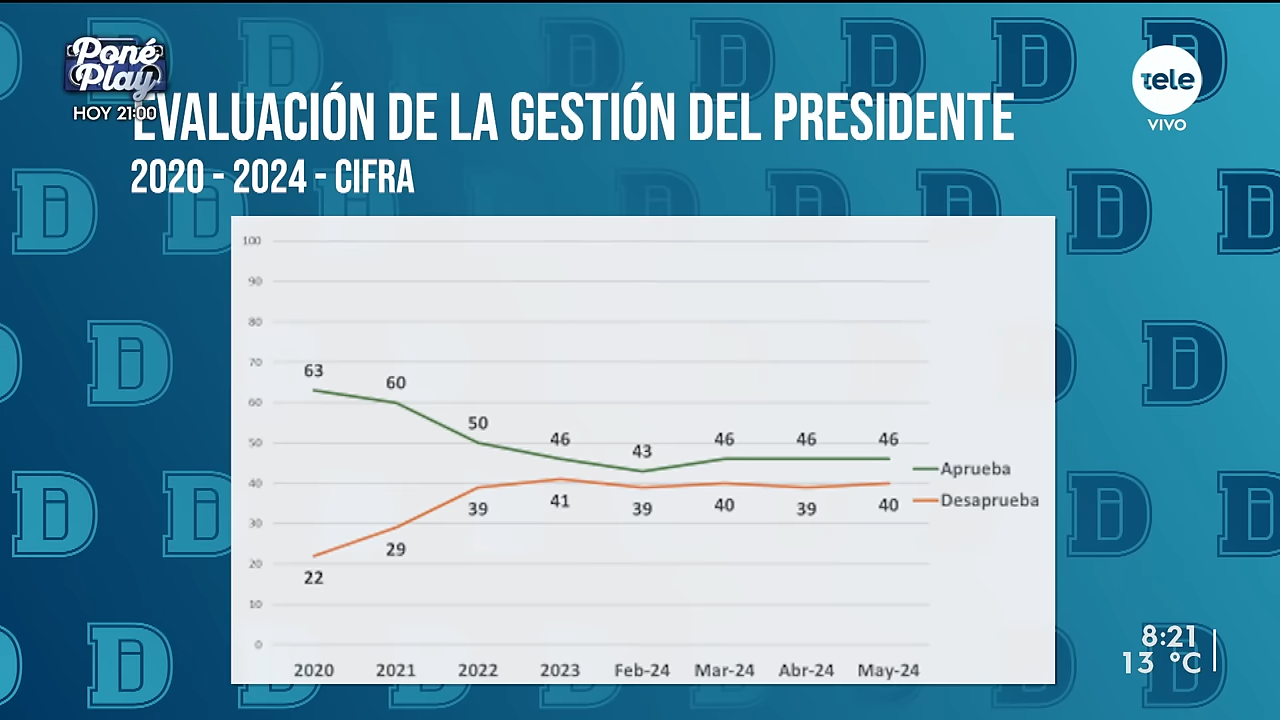 Poné
Play
HOY 21:00
tele
VIVO
EVALUACIÓN DE LA GESTIÓN DEL PRESIDENTE
2020 - 2024 - CIFRA
100
90
80
70
60
50
40
30
20
10
0
63
60
50
46
43
46
46
46
22
29
39
41
39
40
39
40
Aprueba
Desaprueba
2020
2021
2022
2023
Feb-24
Mar-24
Abr-24
May-24
8:21
13 °C